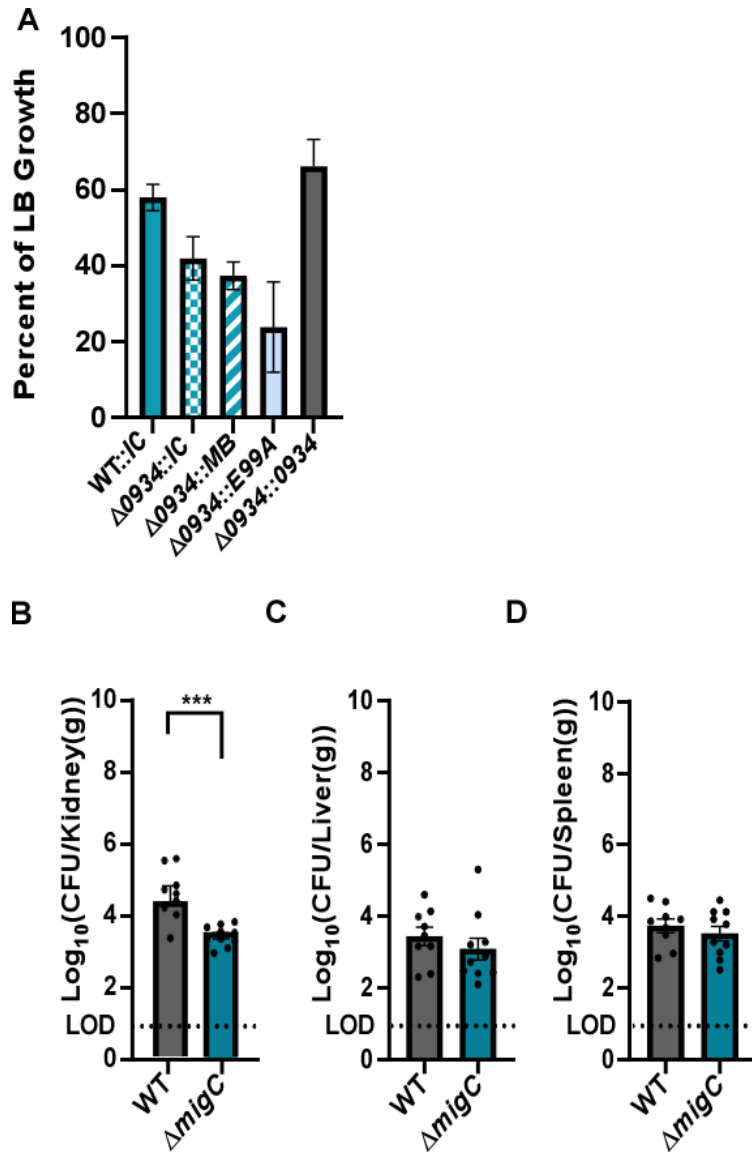 A
Percent of LB Growth
100
80
60
40
20
0
WT::IC
Δ0934::IC
Δ0934::MB
Δ0934::E99A
Δ0934::0934
B
Log10(CFU/Kidney(g))
10
8
6
4
2
0
LOD
***
WT
ΔmigC
C
Log10(CFU/Liver(g))
10
8
6
4
2
0
LOD
WT
ΔmigC
D
Log10(CFU/Spleen(g))
10
8
6
4
2
0
LOD
WT
ΔmigC